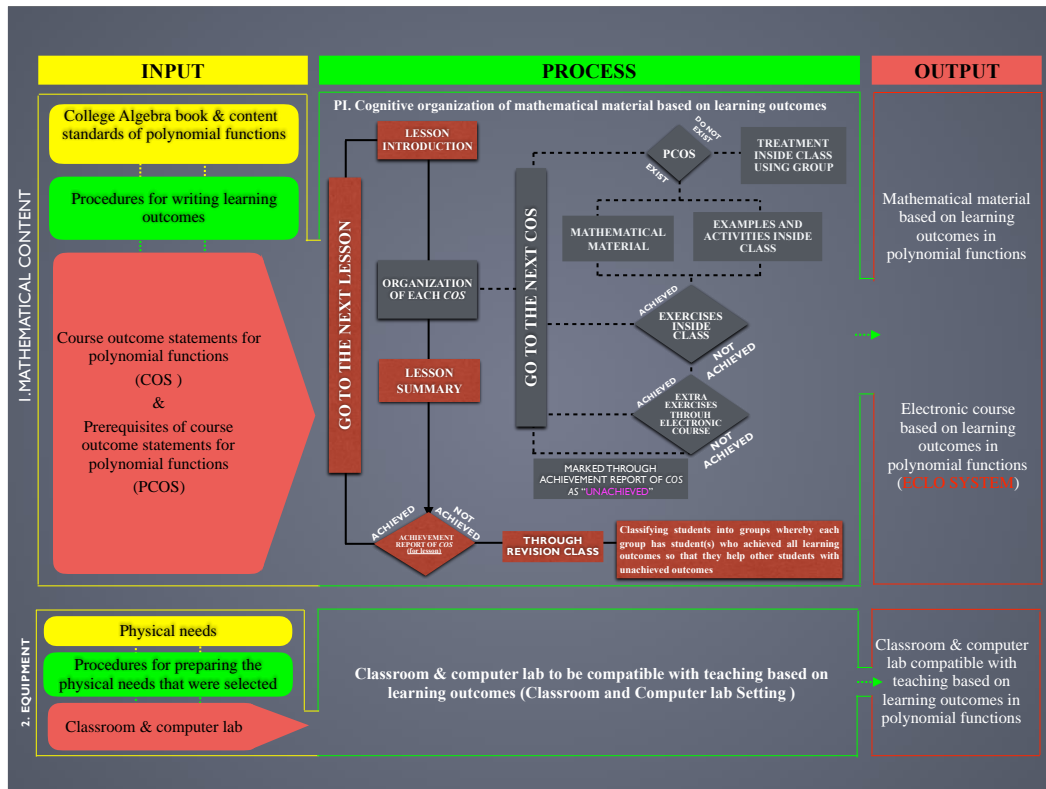 INPUT
PROCESS
OUTPUT
1.MATHEMATICAL CONTENT
College Algebra book & content
standards of polynomial functions
Procedures for writing learning
outcomes
Course outcome statements for
polynomial functions
(COS )
&
Prerequisites of course
outcome statements for
polynomial functions
(PCOS)
PI. Cognitive organization of mathematical material based on learning outcomes
GO TO THE NEXT LESSON
LESSON
INTRODUCTION
ORGANIZATION
OF EACH COS
LESSON
SUMMARY
ACHIEVED
NOT
ACHIEVED
ACHIEVEMENT
REPORT OF COS
(for lesson)
THROUGH
REVISION CLASS
Classifying students into groups whereby each
group has student(s) who achieved all learning
outcomes so that they help other students with
unachieved outcomes
GO TO THE NEXT COS
DO NOT
EXIST
PCOS
EXIST
TREATMENT
INSIDE CLASS
USING GROUP
MATHEMATICAL
MATERIAL
EXAMPLES AND
ACTIVITIES INSIDE
CLASS
ACHIEVED
EXERCISES
INSIDE
CLASS
NOT
ACHIEVED
ACHIEVED
EXTRA
EXERCISES
THROUH
ELECTRONIC
COURSE
NOT
ACHIEVED
MARKED THROUGH
ACHIEVEMENT REPORT OF COS
AS "UNACHIEVED"
Mathematical material
based on learning
outcomes in
polynomial functions
Electronic course
based on learning
outcomes in
polynomial functions
(ECLO SYSTEM)
2. EQUIPMENT
Physical needs
Procedures for preparing the
physical needs that were selected
Classroom & computer lab
Classroom & computer lab to be compatible with teaching based on
learning outcomes (Classroom and Computer lab Setting )
Classroom & computer
lab compatible with
teaching based on
learning outcomes in
polynomial functions